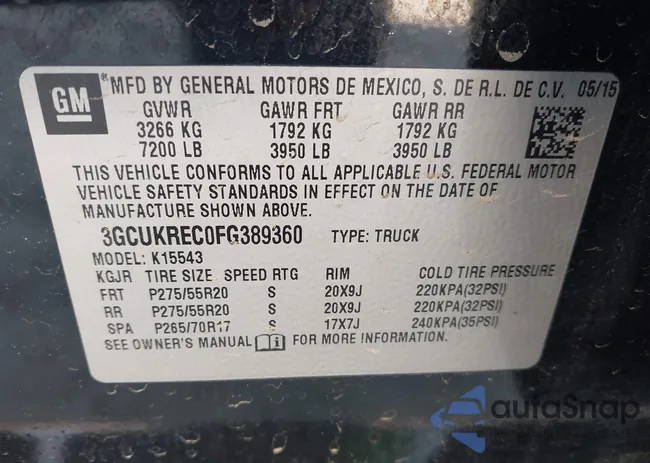 GM ® MFD BY GENERAL MOTORS DE MEXICO, S. DE R.L. DE C.V. 05/15
GVWR GAWR FRT GAWR RR
3266 KG 1792 KG 1792 KG
7200 LB 3950 LB 3950 LB
THIS VEHICLE CONFORMS TO ALL APPLICABLE U.S. FEDERAL MOTOR
VEHICLE SAFETY STANDARDS IN EFFECT ON THE DATE OF
MANUFACTURE SHOWN ABOVE.
3GCUKREC0FG389360 TYPE: TRUCK
MODEL: K15543
KGJR TIRE SIZE SPEED RTG RIM COLD TIRE PRESSURE
FRT P275/55R20 S 20X9J 220KPA(32PSI)
RR P275/55R20 S 20X9J 220KPA(32PSI)
SPA P265/70R17 S 17X7J 240KPA(35PSI)
SEE OWNER'S MANUAL i FOR MORE INFORMATION.
autoSnap